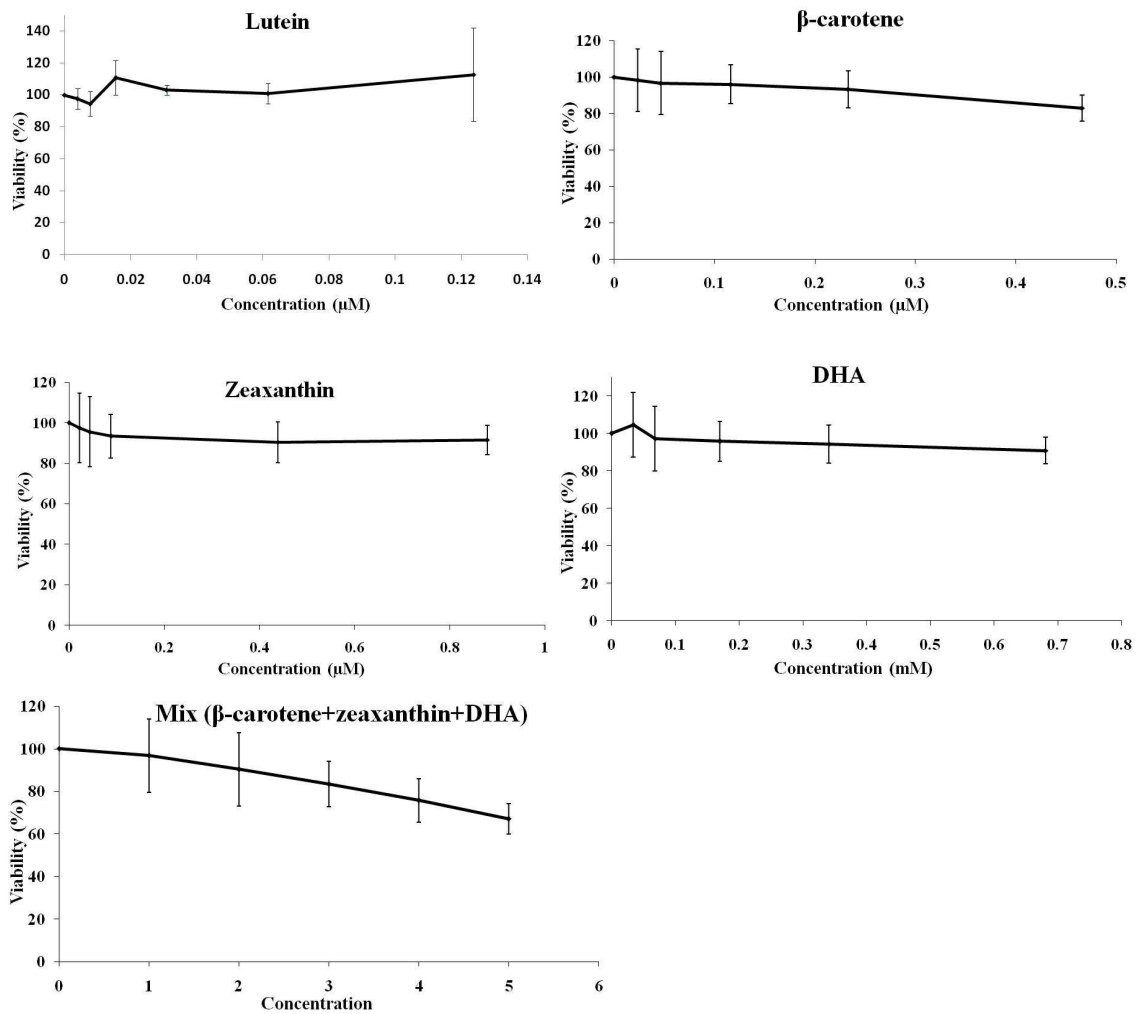 Lutein
Viability (%)
140
120
100
80
60
40
20
0
0 0.02 0.04 0.06 0.08 0.1 0.12 0.14
Concentration (µM)
β-carotene
Viability (%)
120
100
80
60
40
20
0
0 0.1 0.2 0.3 0.4 0.5
Concentration (µM)
Zeaxanthin
Viability (%)
120
100
80
60
40
20
0
0 0.2 0.4 0.6 0.8 1
Concentration (µM)
DHA
Viability (%)
120
100
80
60
40
20
0
0 0.1 0.2 0.3 0.4 0.5 0.6 0.7 0.8
Concentration (mM)
Mix (β-carotene+zeaxanthin+DHA)
Viability (%)
120
100
80
60
40
20
0
0 1 2 3 4 5 6
Concentration